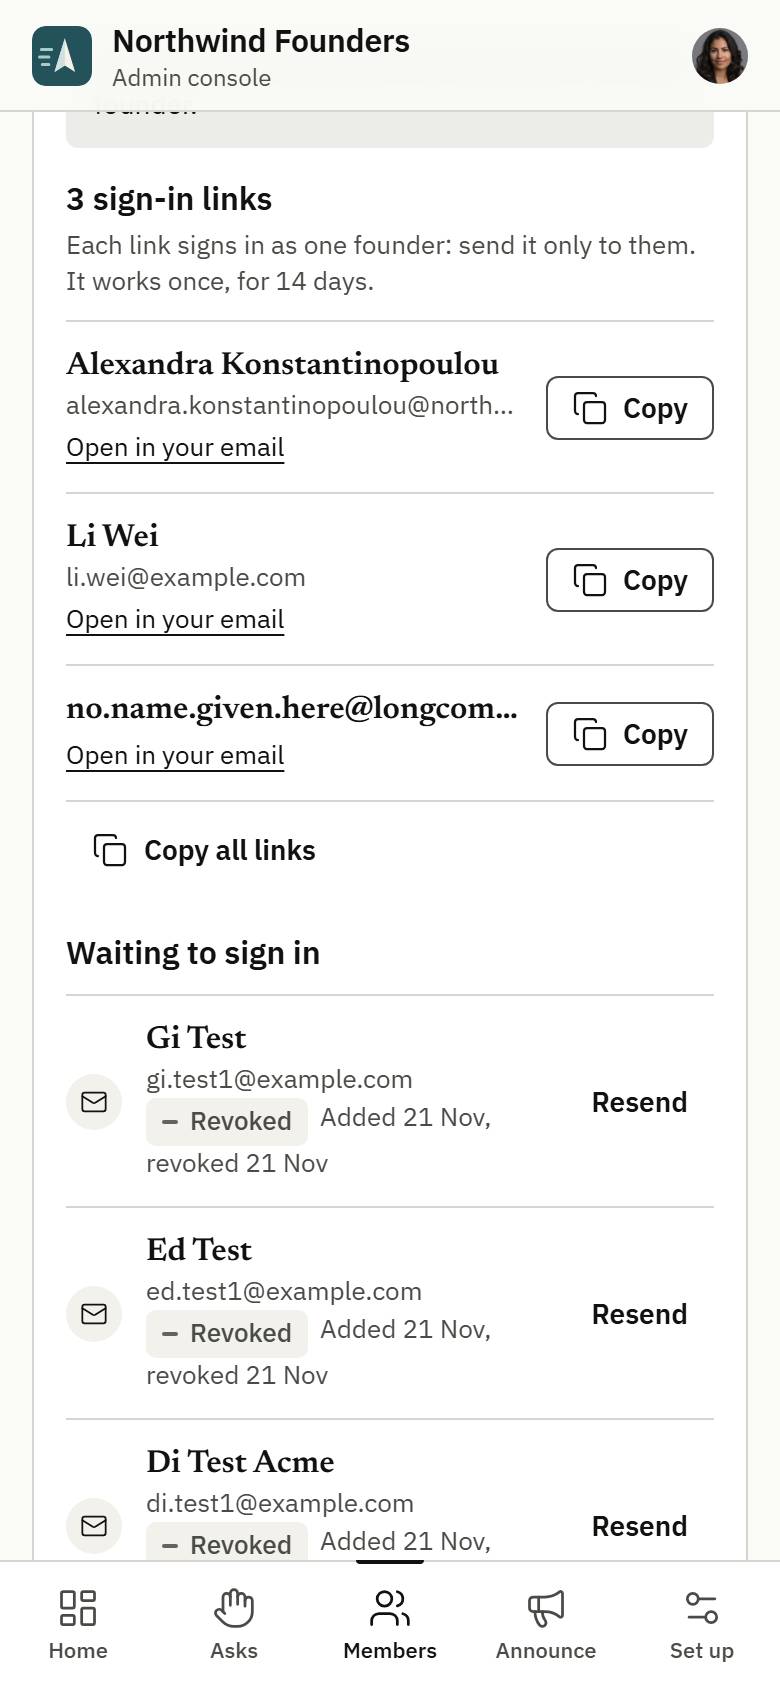 Northwind Founders
Admin console
founder.
3 sign-in links
Each link signs in as one founder: send it only to them.
It works once, for 14 days.
Alexandra Konstantinopoulou
alexandra.konstantinopoulou@north...
Open in your email
Copy
Li Wei
li.wei@example.com
Open in your email
Copy
no.name.given.here@longcom...
Open in your email
Copy
Copy all links
Waiting to sign in
Gi Test
gi.test1@example.com
Revoked Added 21 Nov,
revoked 21 Nov
Resend
Ed Test
ed.test1@example.com
Revoked Added 21 Nov,
revoked 21 Nov
Resend
Di Test Acme
di.test1@example.com
Revoked Added 21 Nov,
Resend
Home
Asks
Members
Announce
Set up